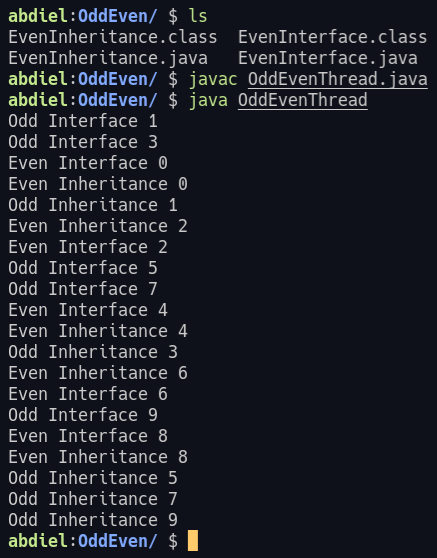 abdiel:OddEven/ $ ls
EvenInheritance.class  EvenInterface.class
EvenInheritance.java   EvenInterface.java
abdiel:OddEven/ $ javac OddEvenThread.java
abdiel:OddEven/ $ java OddEvenThread
Odd Interface 1
Odd Interface 3
Even Interface 0
Even Inheritance 0
Odd Inheritance 1
Even Inheritance 2
Even Interface 2
Odd Interface 5
Odd Interface 7
Even Interface 4
Even Inheritance 4
Odd Inheritance 3
Even Inheritance 6
Even Interface 6
Odd Interface 9
Even Interface 8
Even Inheritance 8
Odd Inheritance 5
Odd Inheritance 7
Odd Inheritance 9
abdiel:OddEven/ $